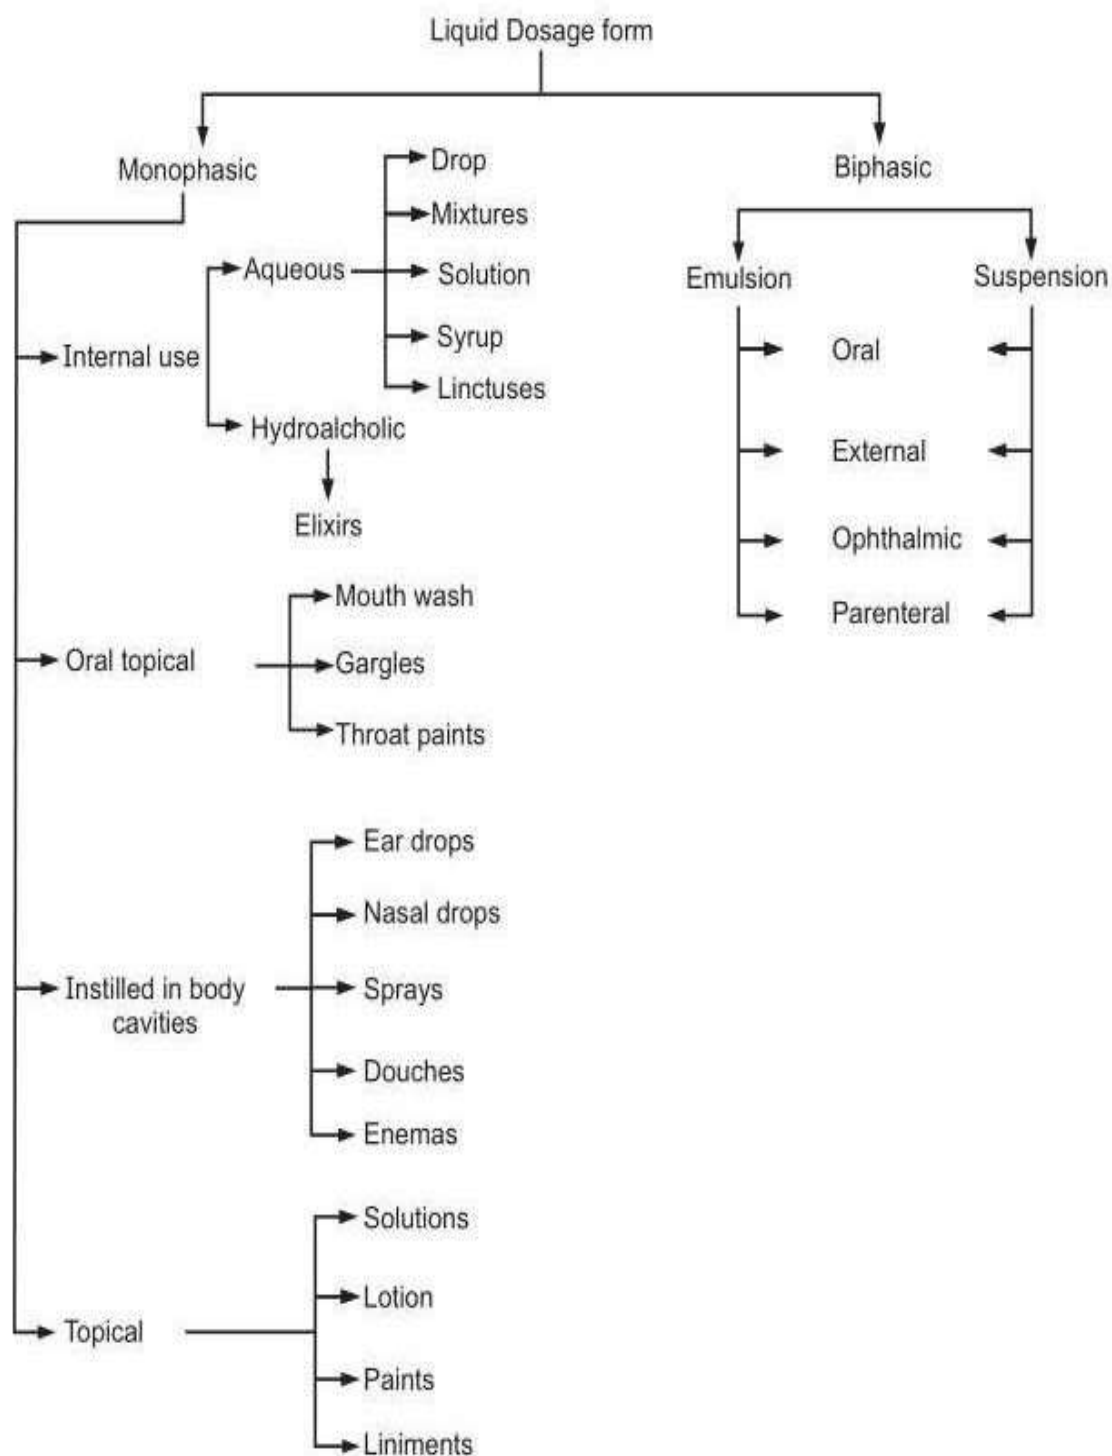 Liquid Dosage form
Monophasic
Biphasic
Drop
Mixtures
Aqueous
Solution
Syrup
Linctuses
Internal use
Hydroalcholic
Elixirs
Emulsion
Suspension
Oral
External
Ophthalmic
Parenteral
Mouth wash
Oral topical
Gargles
Throat paints
Ear drops
Nasal drops
Instilled in body
cavities
Sprays
Douches
Enemas
Solutions
Lotion
Topical
Paints
Liniments